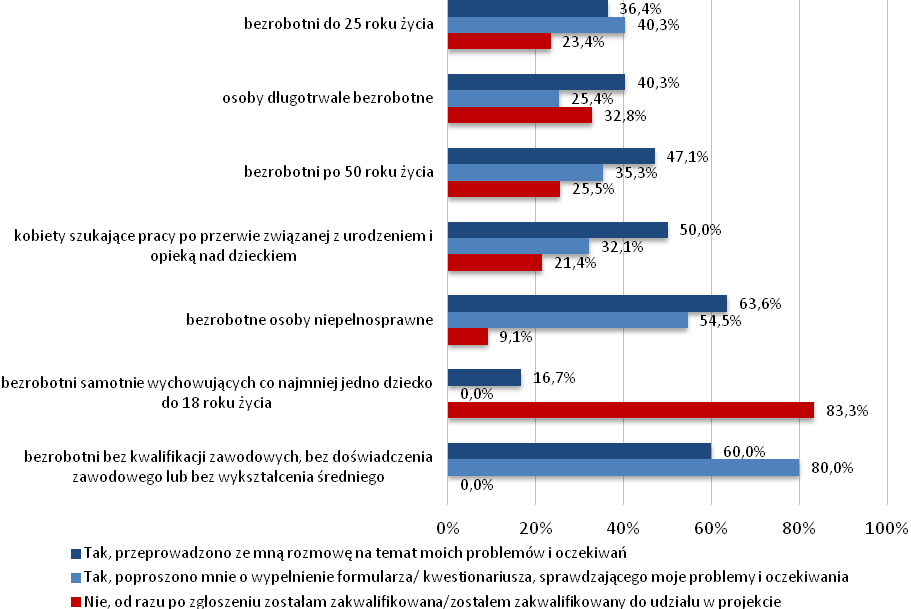 36,4%
bezrobotni do 25 roku życia
40,3%
23,4%
40,3%
osoby długotrwale bezrobotne
25,4%
32,8%
47,1%
bezrobotni po 50 roku życia
35,3%
25,5%
50,0%
kobiety szukające pracy po przerwie związanej z urodzeniem i
opieką nad dzieckiem
32,1%
21,4%
63,6%
bezrobotne osoby niepełnosprawne
54,5%
9,1%
16,7%
bezrobotni samotnie wychowujących co najmniej jedno dziecko
do 18 roku życia
0,0%
83,3%
60,0%
bezrobotni bez kwalifikacji zawodowych, bez doświadczenia
zawodowego lub bez wykształcenia średniego
80,0%
0,0%
0% 20% 40% 60% 80% 100%
Tak, przeprowadzono ze mną rozmowę na temat moich problemów i oczekiwań
Tak, poproszono mnie o wypełnienie formularza/ kwestionariusza, sprawdzającego moje problemy i oczekiwania
Nie, od razu po zgłoszeniu zostałam zakwalifikowana/zostałem zakwalifikowany do udziału w projekcie